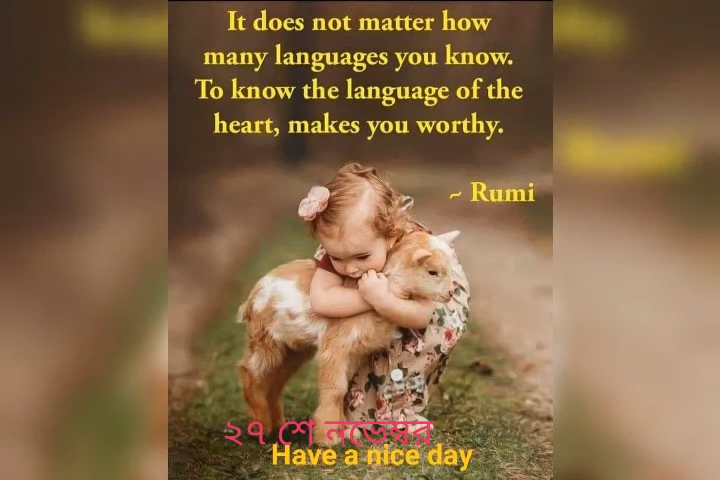 It does not matter how
many languages you know.
To know the language of the
heart, makes you worthy.
~ Rumi
২৭ শে নভেম্বর
Have a nice day